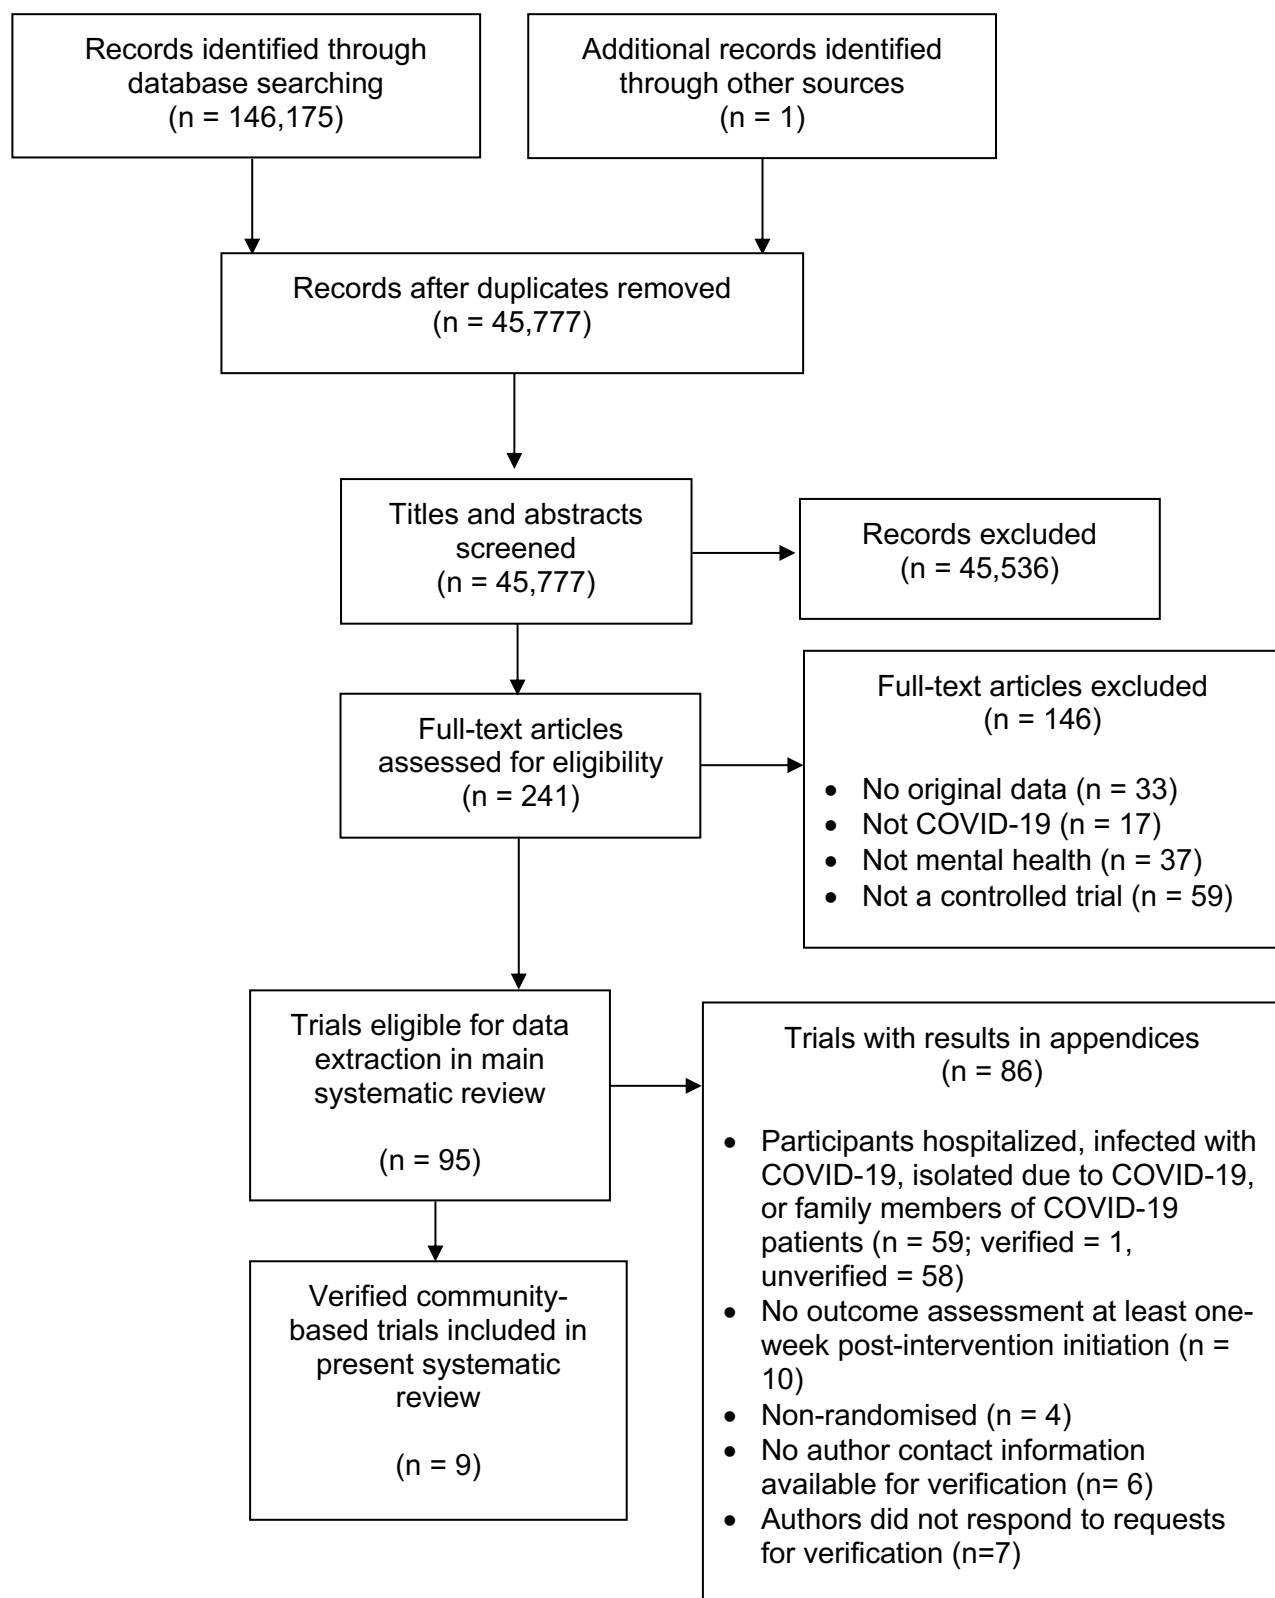 Records identified through
database searching
(n = 146,175)
Additional records identified
through other sources
(n = 1)
Records after duplicates removed
(n = 45,777)
Titles and abstracts
screened
(n = 45,777)
Records excluded
(n = 45,536)
Full-text articles
assessed for eligibility
(n = 241)
Full-text articles excluded
(n = 146)
• No original data (n = 33)
• Not COVID-19 (n = 17)
• Not mental health (n = 37)
• Not a controlled trial (n = 59)
Trials eligible for data
extraction in main
systematic review
(n = 95)
Trials with results in appendices
(n = 86)
• Participants hospitalized, infected with
COVID-19, isolated due to COVID-19,
or family members of COVID-19
patients (n = 59; verified = 1,
unverified = 58)
• No outcome assessment at least one-
week post-intervention initiation (n =
10)
• Non-randomised (n = 4)
• No author contact information
available for verification (n= 6)
• Authors did not respond to requests
for verification (n=7)
Verified community-
based trials included in
present systematic
review
(n = 9)